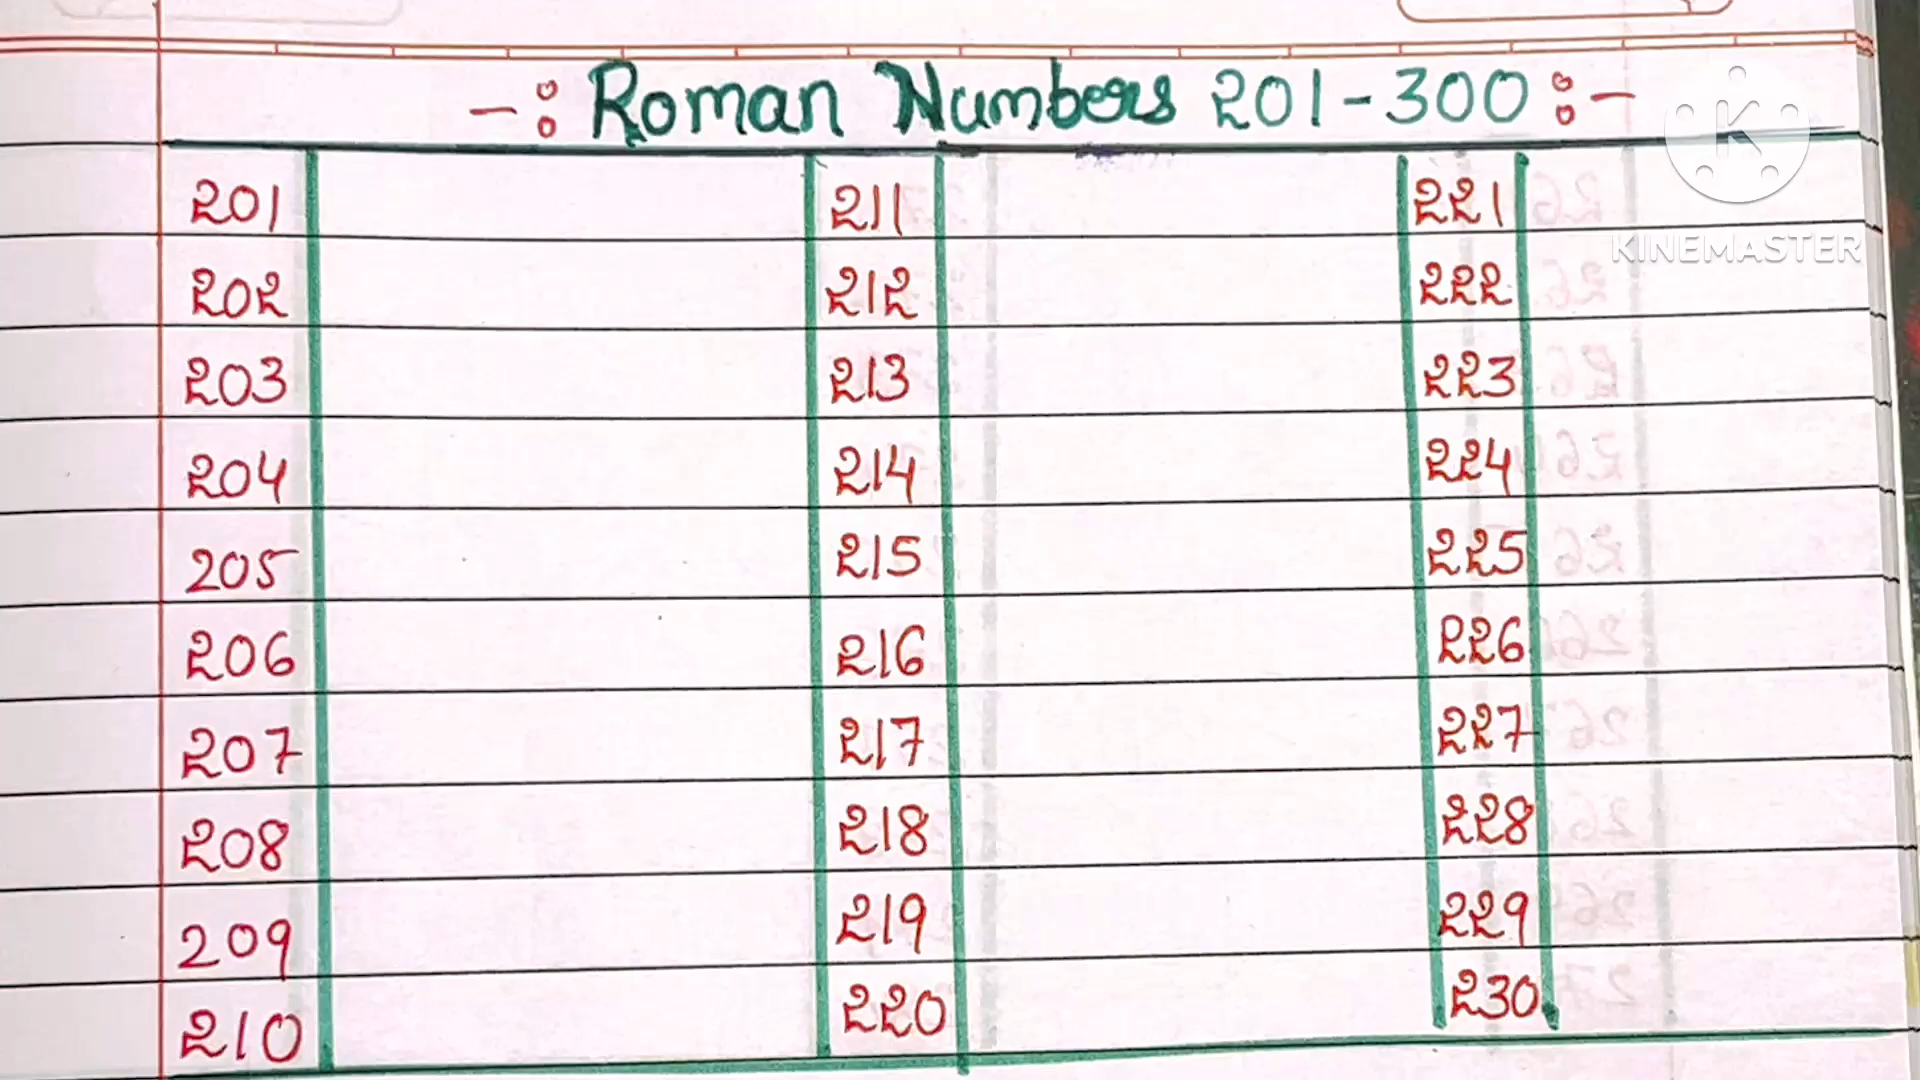 -: Roman Numbers 201-300 :-
K
KINEMASTER
201 211 221
202 212 222
203 213 223
204 214 224
205 215 225
206 216 226
207 217 227
208 218 228
209 219 229
210 220 230